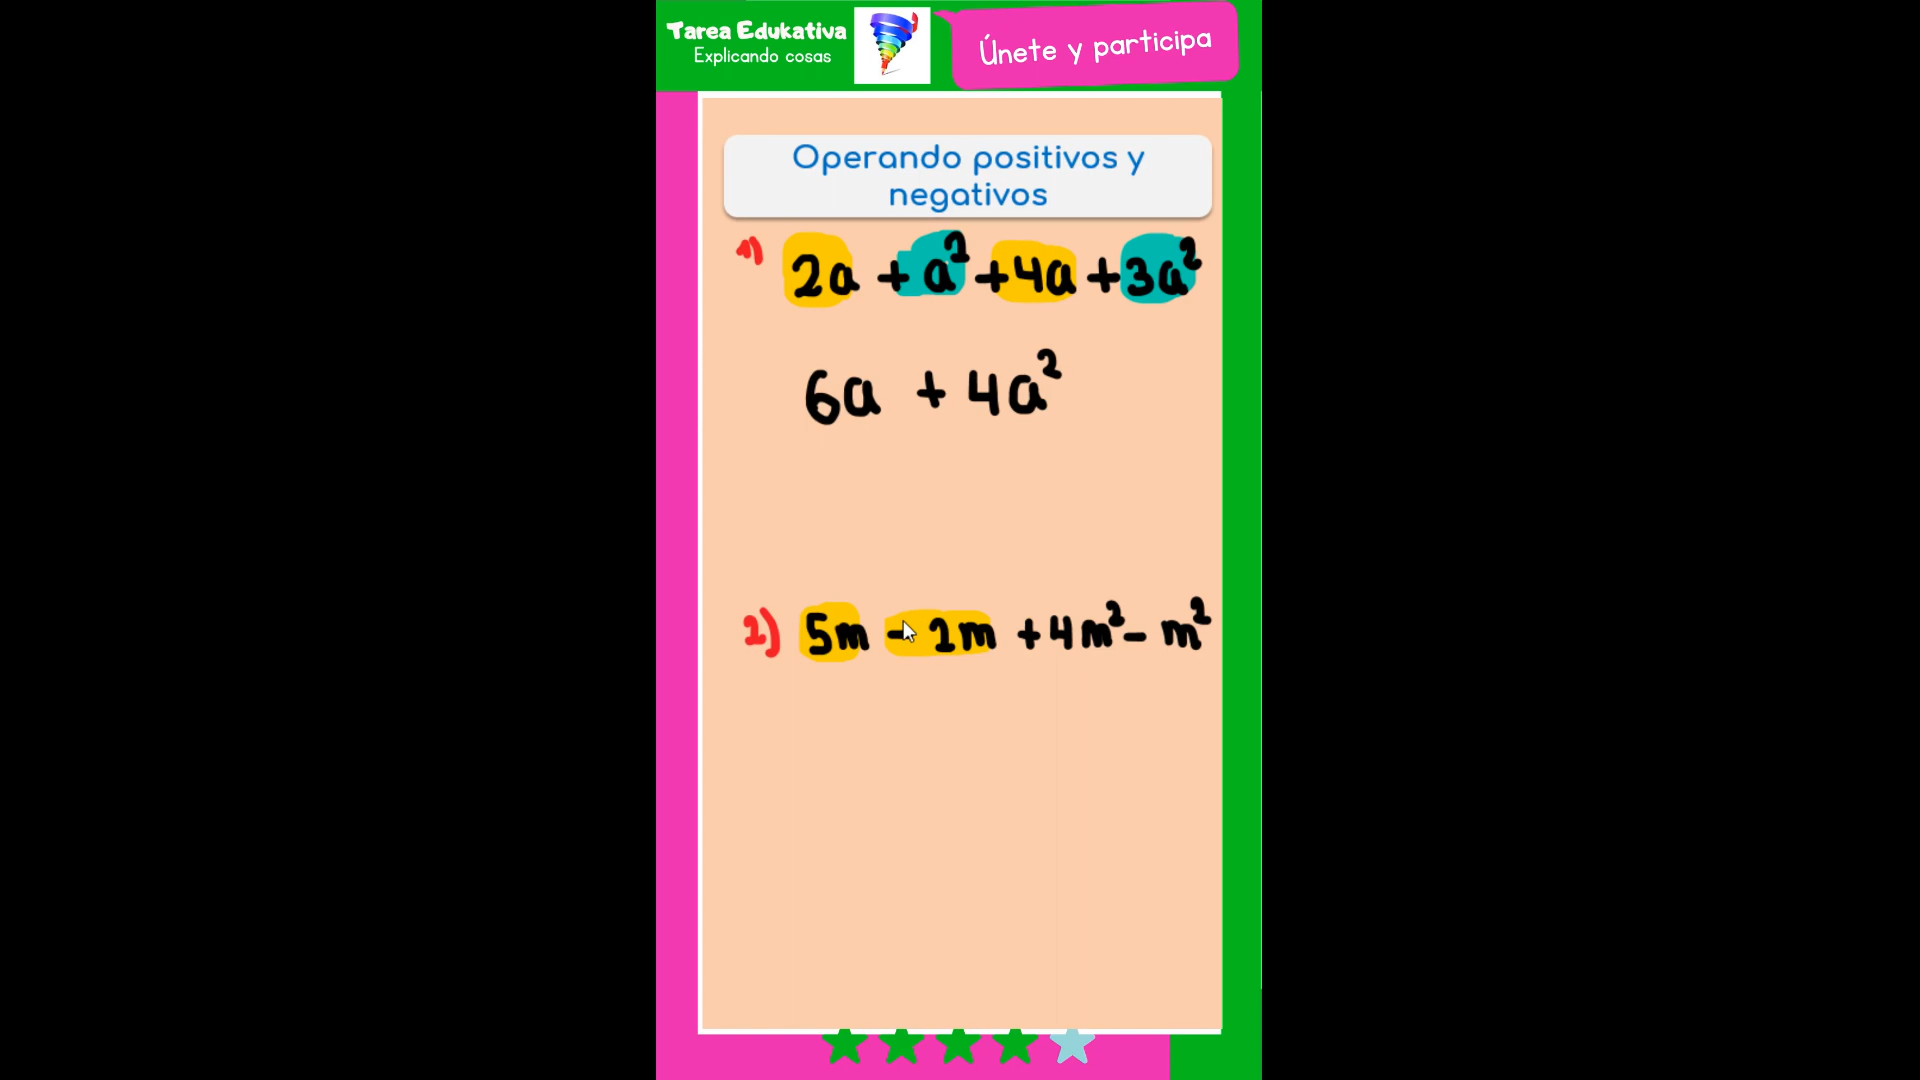 Tarea Edukativa
Explicando cosas
Únete y participa
Operando positivos y
negativos
1) 2a + a² + 4a + 3a²
6a + 4a²
2) 5m - 2m + 4m² - m²